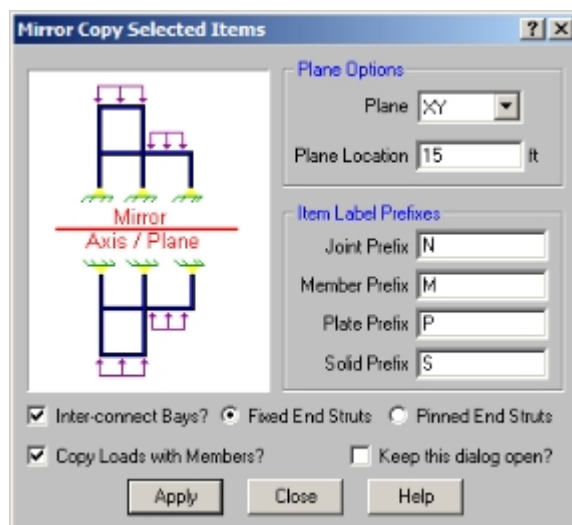 Mirror Copy Selected Items
Mirror
Axis / Plane
Plane Options
Plane XY
Plane Location 15 ft
Item Label Prefixes
Joint Prefix N
Member Prefix M
Plate Prefix P
Solid Prefix S
Inter-connect Bays? Fixed End Struts Pinned End Struts
Copy Loads with Members? Keep this dialog open?
Apply Close Help